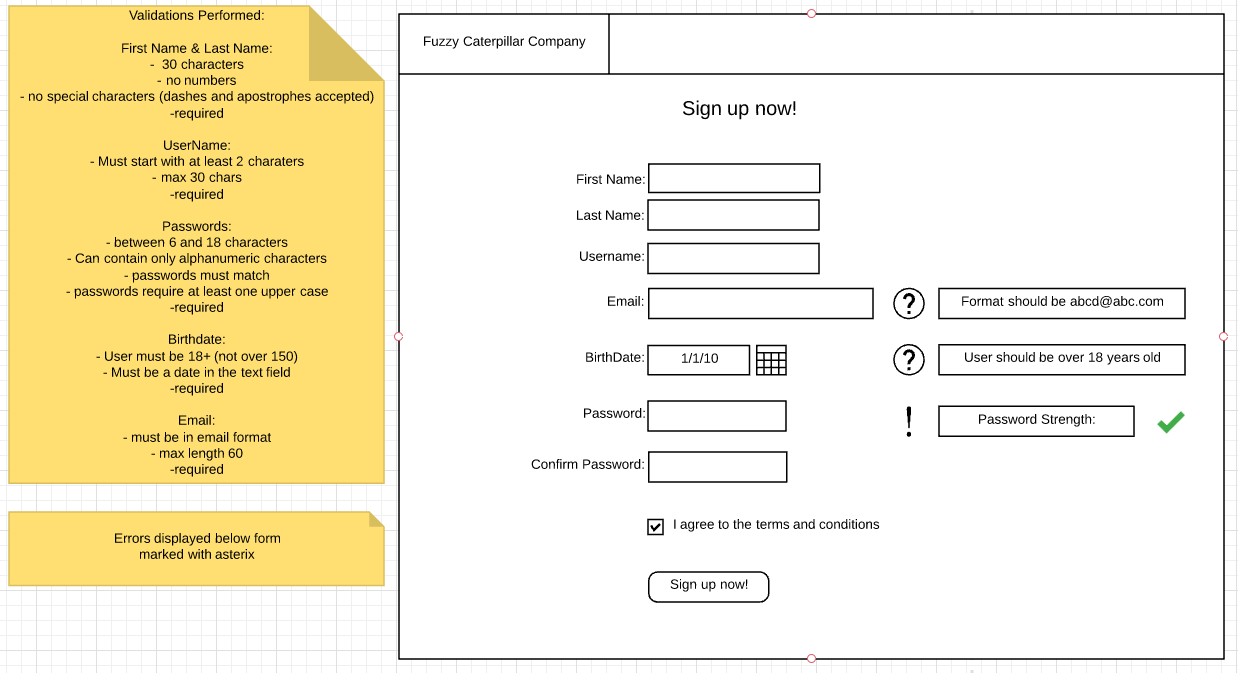 Validations Performed:
First Name & Last Name:
- 30 characters
- no numbers
- no special characters (dashes and apostrophes accepted)
-required
UserName:
- Must start with at least 2 charaters
- max 30 chars
-required
Passwords:
- between 6 and 18 characters
- Can contain only alphanumeric characters
- passwords must match
- passwords require at least one upper case
-required
Birthdate:
- User must be 18+ (not over 150)
- Must be a date in the text field
-required
Email:
- must be in email format
- max length 60
-required
Errors displayed below form
marked with asterix
Fuzzy Caterpillar Company
Sign up now!
First Name:
Last Name:
Username:
Email:
? Format should be abcd@abc.com
BirthDate: 1/1/10
? User should be over 18 years old
Password:
! Password Strength:
Confirm Password:
I agree to the terms and conditions
Sign up now!